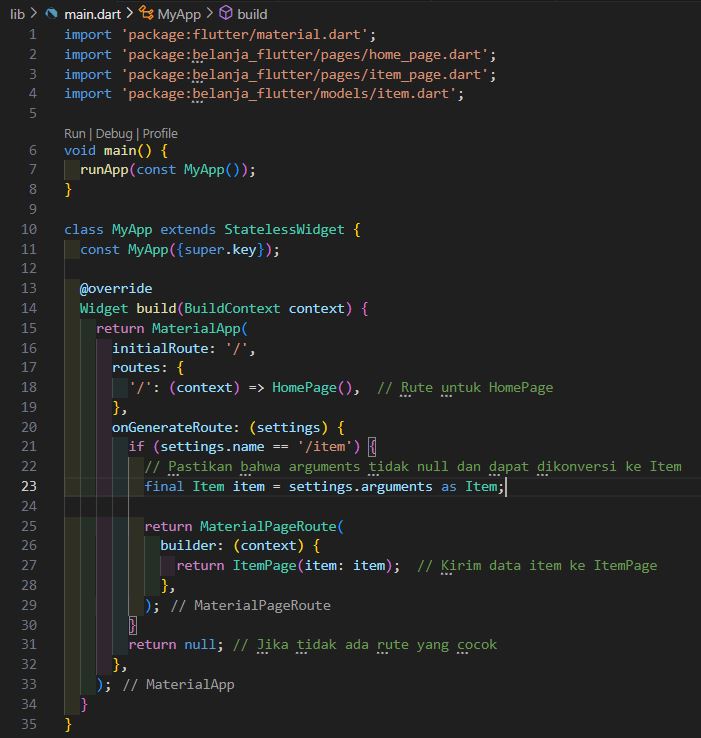 lib > main.dart > MyApp > build
1 import 'package:flutter/material.dart';
2 import 'package:belanja_flutter/pages/home_page.dart';
3 import 'package:belanja_flutter/pages/item_page.dart';
4 import 'package:belanja_flutter/models/item.dart';
5
Run | Debug | Profile
6 void main() {
7   runApp(const MyApp());
8 }
9
10 class MyApp extends StatelessWidget {
11   const MyApp({super.key});
12
13   @override
14   Widget build(BuildContext context) {
15     return MaterialApp(
16       initialRoute: '/',
17       routes: {
18         '/': (context) => HomePage(),  // Rute untuk HomePage
19       },
20       onGenerateRoute: (settings) {
21         if (settings.name == '/item') {
22           // Pastikan bahwa arguments tidak null dan dapat dikonversi ke Item
23           final Item item = settings.arguments as Item;
24
25           return MaterialPageRoute(
26             builder: (context) {
27               return ItemPage(item: item);  // Kirim data item ke ItemPage
28             },
29           ); // MaterialPageRoute
30         }
31         return null; // Jika tidak ada rute yang cocok
32       },
33     ); // MaterialApp
34   }
35 }